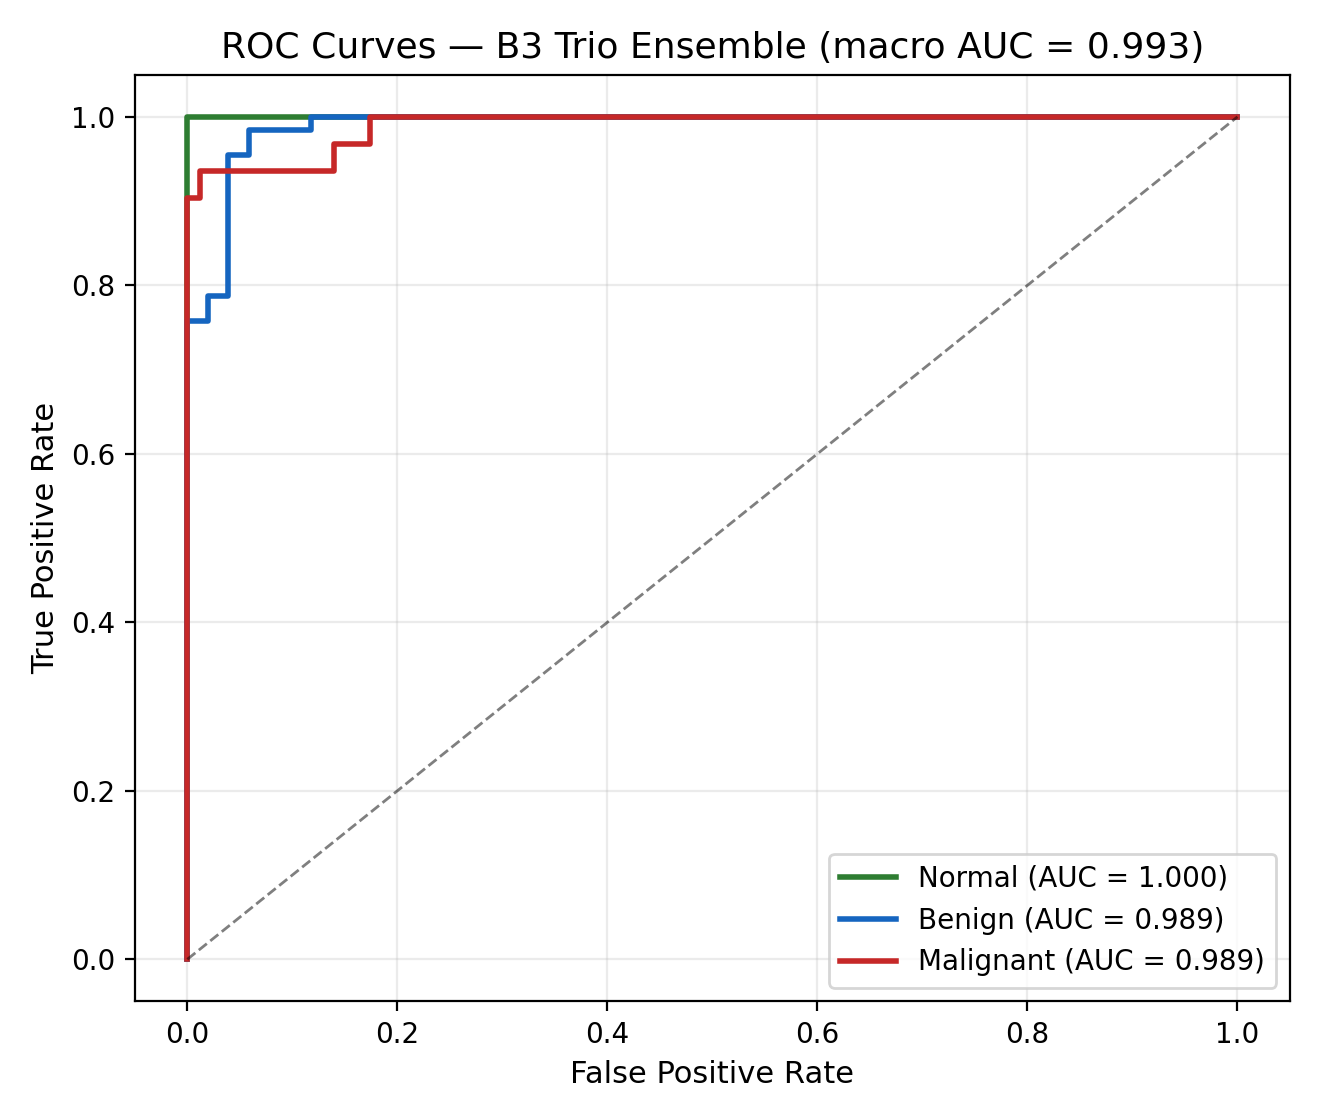 ROC Curves — B3 Trio Ensemble (macro AUC = 0.993)
True Positive Rate
1.0
0.8
0.6
0.4
0.2
0.0
Normal (AUC = 1.000)
Benign (AUC = 0.989)
Malignant (AUC = 0.989)
0.0 0.2 0.4 0.6 0.8 1.0
False Positive Rate